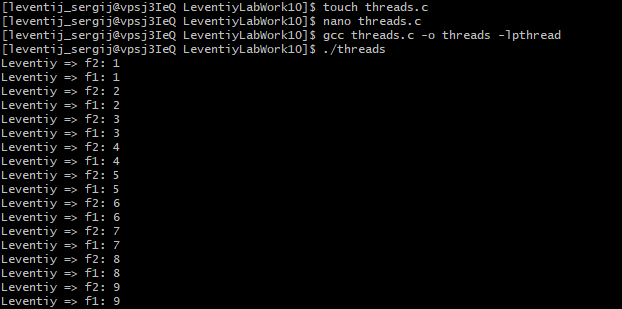 [leventij_sergij@vpsj3IeQ LeventiyLabWork10]$ touch threads.c
[leventij_sergij@vpsj3IeQ LeventiyLabWork10]$ nano threads.c
[leventij_sergij@vpsj3IeQ LeventiyLabWork10]$ gcc threads.c -o threads -lpthread
[leventij_sergij@vpsj3IeQ LeventiyLabWork10]$ ./threads
Leventiy => f2: 1
Leventiy => f1: 1
Leventiy => f2: 2
Leventiy => f1: 2
Leventiy => f2: 3
Leventiy => f1: 3
Leventiy => f2: 4
Leventiy => f1: 4
Leventiy => f2: 5
Leventiy => f1: 5
Leventiy => f2: 6
Leventiy => f1: 6
Leventiy => f2: 7
Leventiy => f1: 7
Leventiy => f2: 8
Leventiy => f1: 8
Leventiy => f2: 9
Leventiy => f1: 9